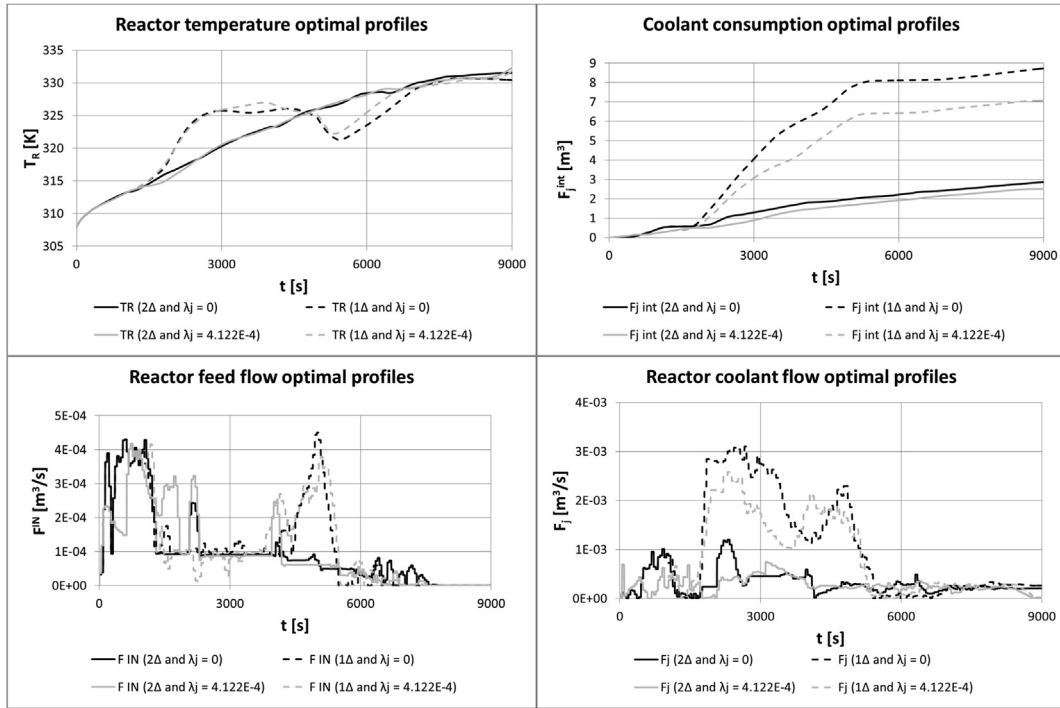 Reactor temperature optimal profiles
335
330
325
320
315
310
305
T_R [K]
0
3000
6000
9000
t [s]
TR (2Δ and λj = 0)
TR (1Δ and λj = 0)
TR (2Δ and λj = 4.122E-4)
TR (1Δ and λj = 4.122E-4)
Coolant consumption optimal profiles
9
8
7
6
5
4
3
2
1
0
F_j^int [m³]
0
3000
6000
9000
t [s]
Fj int (2Δ and λj = 0)
Fj int (1Δ and λj = 0)
Fj int (2Δ and λj = 4.122E-4)
Fj int (1Δ and λj = 4.122E-4)
Reactor feed flow optimal profiles
5E-04
4E-04
3E-04
2E-04
1E-04
0E+00
F^IN [m³/s]
0
3000
6000
9000
t [s]
F IN (2Δ and λj = 0)
F IN (1Δ and λj = 0)
F IN (2Δ and λj = 4.122E-4)
F IN (1Δ and λj = 4.122E-4)
Reactor coolant flow optimal profiles
4E-03
3E-03
2E-03
1E-03
0E+00
F_j [m³/s]
0
3000
6000
9000
t [s]
Fj (2Δ and λj = 0)
Fj (1Δ and λj = 0)
Fj (2Δ and λj = 4.122E-4)
Fj (1Δ and λj = 4.122E-4)